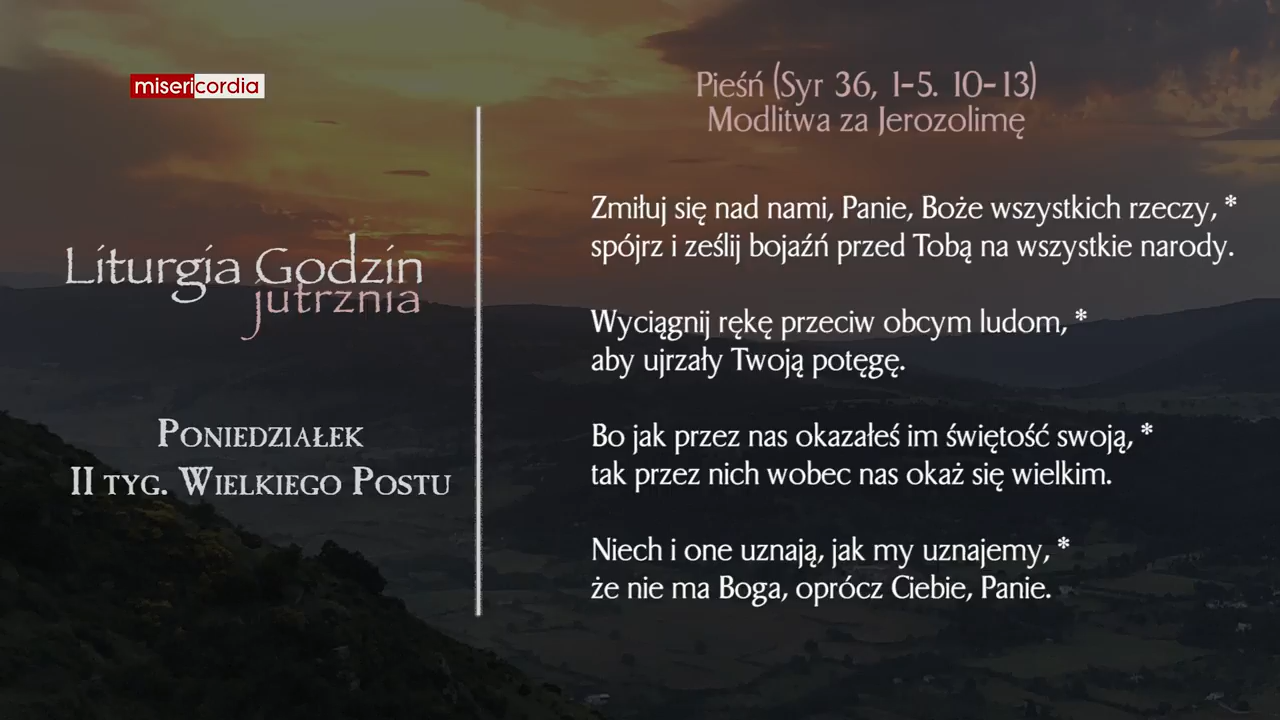 misericordia
Liturgia Godzin
jutrznia
Poniedziałek
II tyg. Wielkiego Postu
Pieśń (Syr 36, 1-5. 10-13)
Modlitwa za Jerozolimę
Zmiłuj się nad nami, Panie, Boże wszystkich rzeczy, *
spójrz i ześlij bojaźń przed Tobą na wszystkie narody.
Wyciągnij rękę przeciw obcym ludom, *
aby ujrzały Twoją potęgę.
Bo jak przez nas okazałeś im świętość swoją, *
tak przez nich wobec nas okaż się wielkim.
Niech i one uznają, jak my uznajemy, *
że nie ma Boga, oprócz Ciebie, Panie.